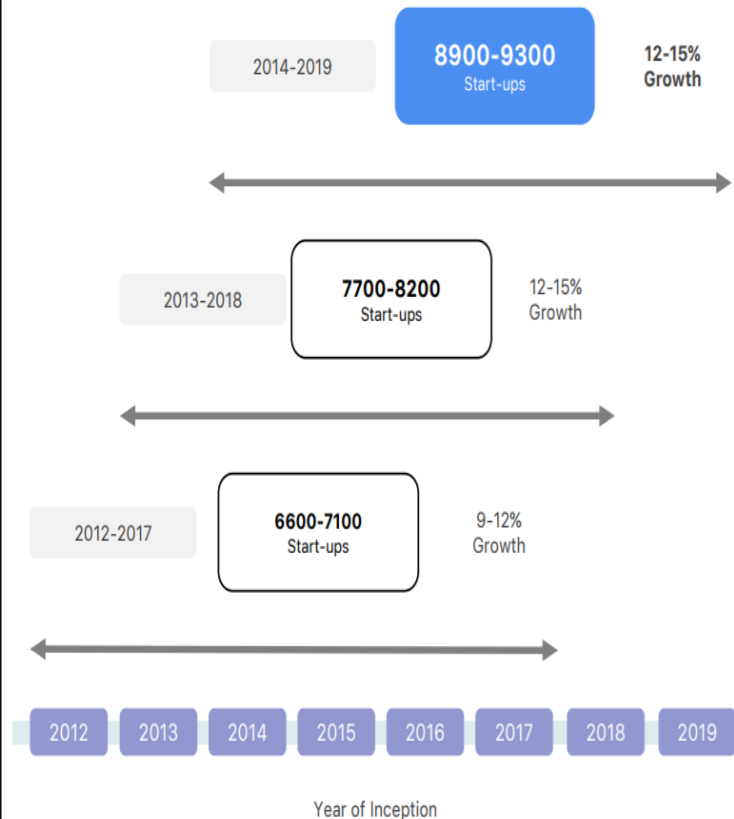 2014-2019
8900-9300
Start-ups
12-15%
Growth
2013-2018
7700-8200
Start-ups
12-15%
Growth
2012-2017
6600-7100
Start-ups
9-12%
Growth
2012 2013 2014 2015 2016 2017 2018 2019
Year of Inception